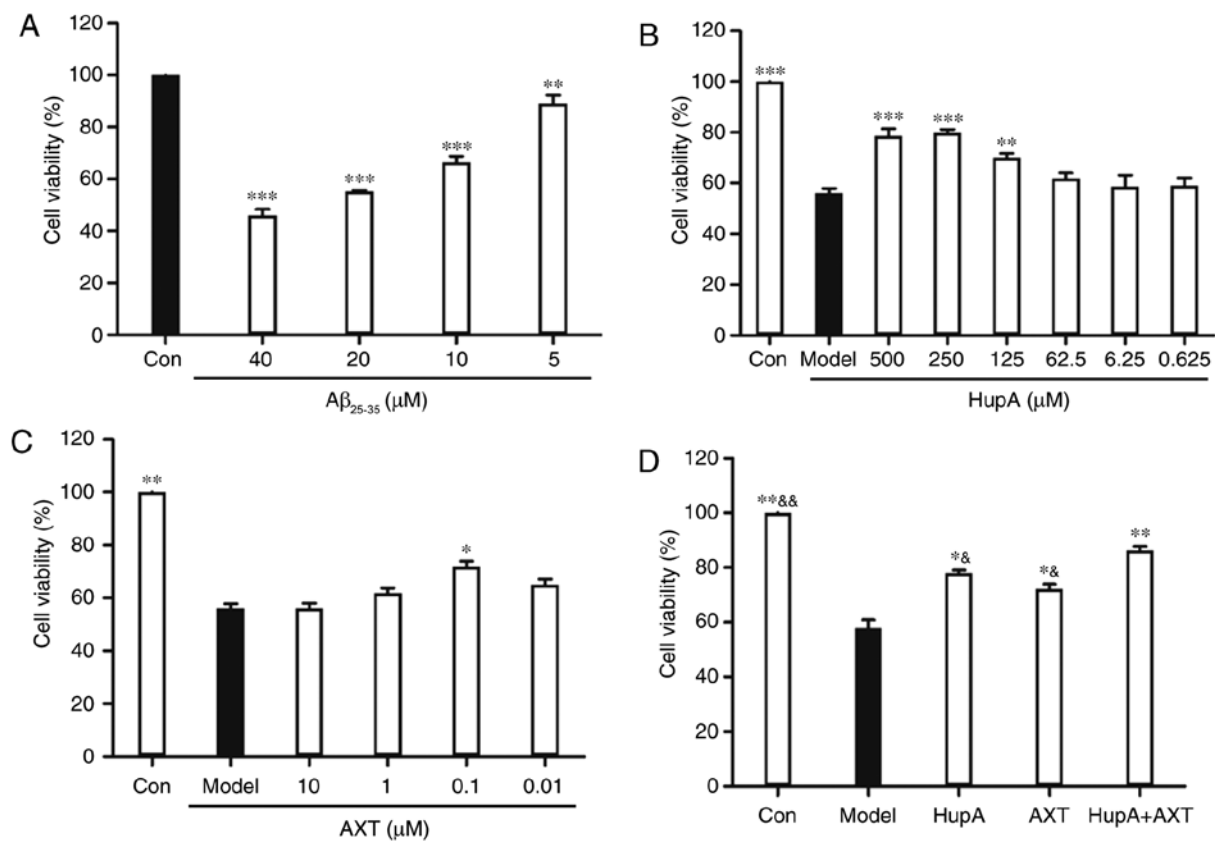 A
120
100
80
60
40
20
0
Cell viability (%)
***
***
***
**
Con 40 20 10 5
Aβ25-35 (μM)
B
120
100
80
60
40
20
0
Cell viability (%)
***
***
***
**
Con Model 500 250 125 62.5 6.25 0.625
HupA (μM)
C
120
100
80
60
40
20
0
Cell viability (%)
**
*
Con Model 10 1 0.1 0.01
AXT (μM)
D
120
100
80
60
40
20
0
Cell viability (%)
**&&
*&
*&
**
Con Model HupA AXT HupA+AXT